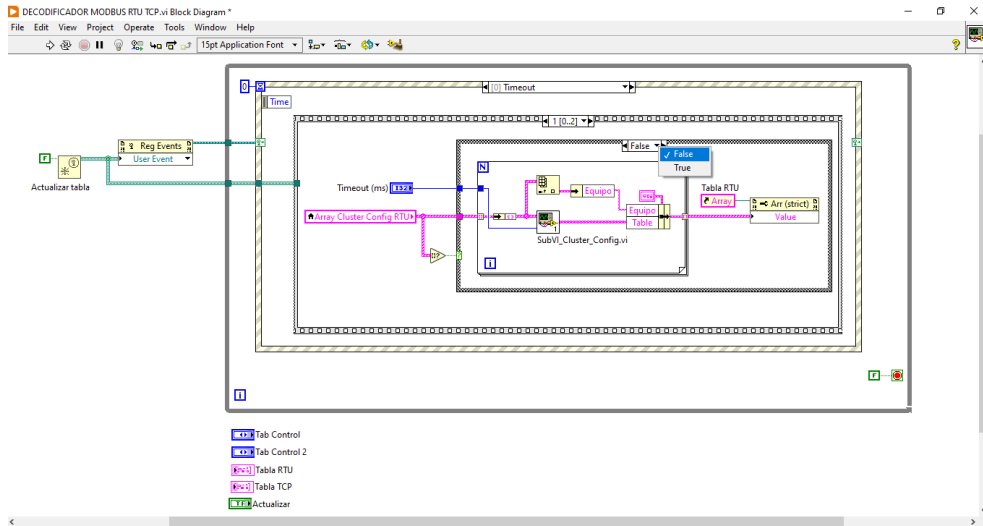 DECODIFICADOR MODBUS RTU TCP.vi Block Diagram *
File Edit View Project Operate Tools Window Help
15pt Application Font
0
[0] Timeout
Time
1 [0..2]
Reg Events
User Event
F
Actualizar tabla
False
False
True
N
Timeout (ms)
I32
Equipo
Tabla RTU
Array
Arr (strict)
Value
Array Cluster Config RTU
Equipo
Table
SubVI_Cluster_Config.vi
i
F
i
Tab Control
Tab Control 2
Tabla RTU
Tabla TCP
TF
Actualizar